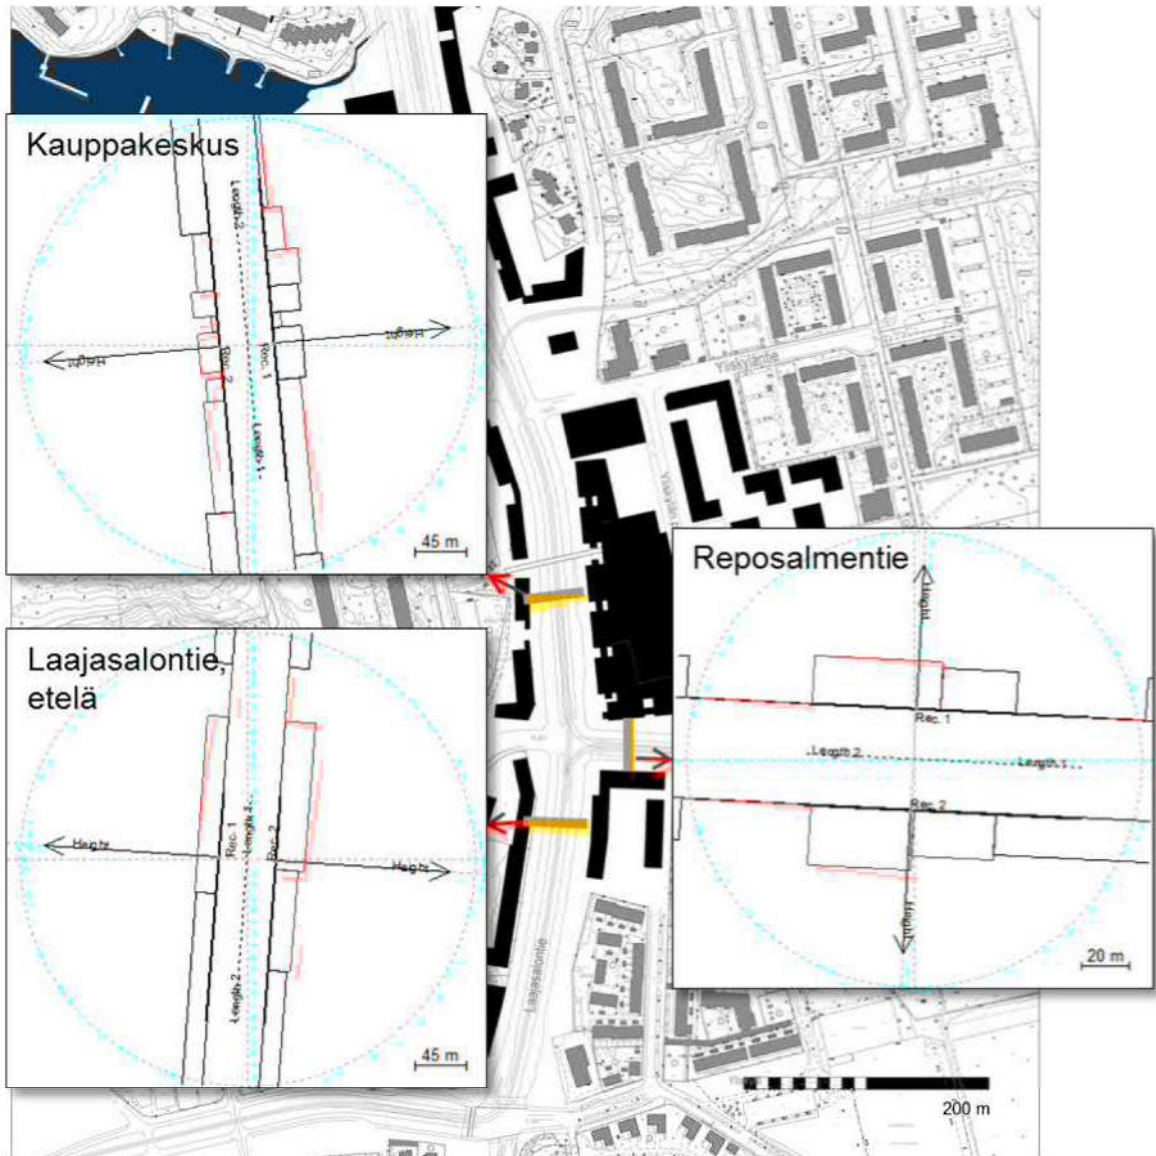 Kauppakeskus
Length 2
Height
Rec. 2
Rec. 1
Height
Length 1
45 m
Yliskyläntie
Reposalmentie
Height
Rec. 1
Length 2
Length 1
Rec. 2
Height
20 m
Laajasalontie,
etelä
Rec. 1
Length 1
Rec. 2
Height
Height
Length 2
45 m
Laajasalontie
200 m